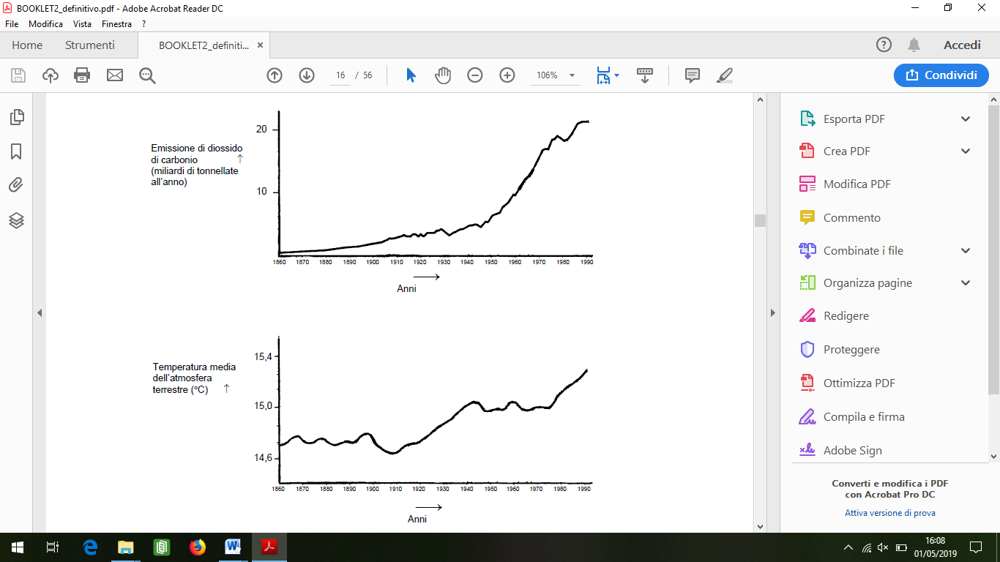 BOOKLET2_definitivo.pdf - Adobe Acrobat Reader DC
File Modifica Vista Finestra ?
Home Strumenti BOOKLET2_definiti... × Accedi
16 / 56 106% Condividi
Emissione di diossido
di carbonio ↑
(miliardi di tonnellate
all'anno)
20
10
1860 1870 1880 1890 1900 1910 1920 1930 1940 1950 1960 1970 1980 1990
Anni
Temperatura media
dell'atmosfera
terrestre (°C) ↑
15,4
15,0
14,6
1860 1870 1880 1890 1900 1910 1920 1930 1940 1950 1960 1970 1980 1990
Anni
Esporta PDF
Crea PDF
Modifica PDF
Commento
Combinate i file
Organizza pagine
Redigere
Proteggere
Ottimizza PDF
Compila e firma
Adobe Sign
Converti e modifica i PDF
con Acrobat Pro DC
Attiva versione di prova
16:08
01/05/2019